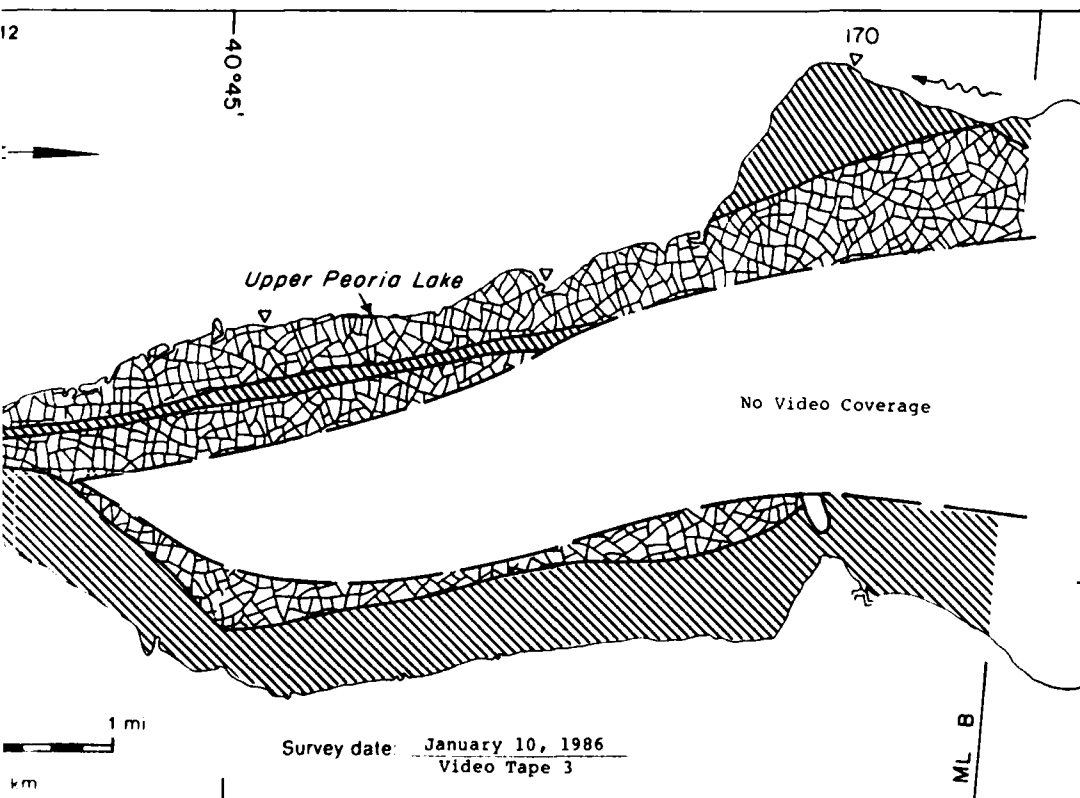 12
40°45'
170
Upper Peoria Lake
No Video Coverage
1 mi
km
Survey date: January 10, 1986
Video Tape 3
ML B